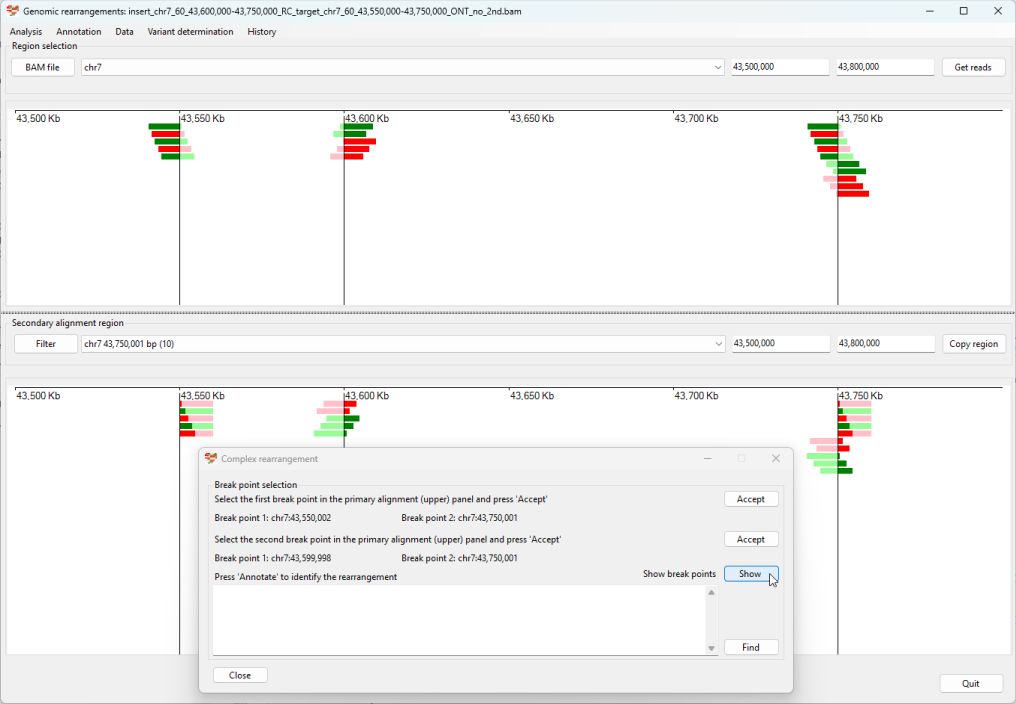 Genomic rearrangements: insert_chr7_60_43,600,000-43,750,000_RC_target_chr7_60_43,550,000-43,750,000_ONT_no_2nd.bam
Analysis Annotation Data Variant determination History
Region selection
BAM file chr7 43,500,000 43,800,000 Get reads
43,500 Kb 43,550 Kb 43,600 Kb 43,650 Kb 43,700 Kb 43,750 Kb
Secondary alignment region
Filter chr7 43,750,001 bp (10) 43,500,000 43,800,000 Copy region
43,500 Kb 43,550 Kb 43,600 Kb 43,650 Kb 43,700 Kb 43,750 Kb
Complex rearrangement
Break point selection
Select the first break point in the primary alignment (upper) panel and press 'Accept' Accept
Break point 1: chr7:43,550,002 Break point 2: chr7:43,750,001
Select the second break point in the primary alignment (upper) panel and press 'Accept' Accept
Break point 1: chr7:43,599,998 Break point 2: chr7:43,750,001
Show break points Show
Press 'Annotate' to identify the rearrangement
Find
Close
Quit